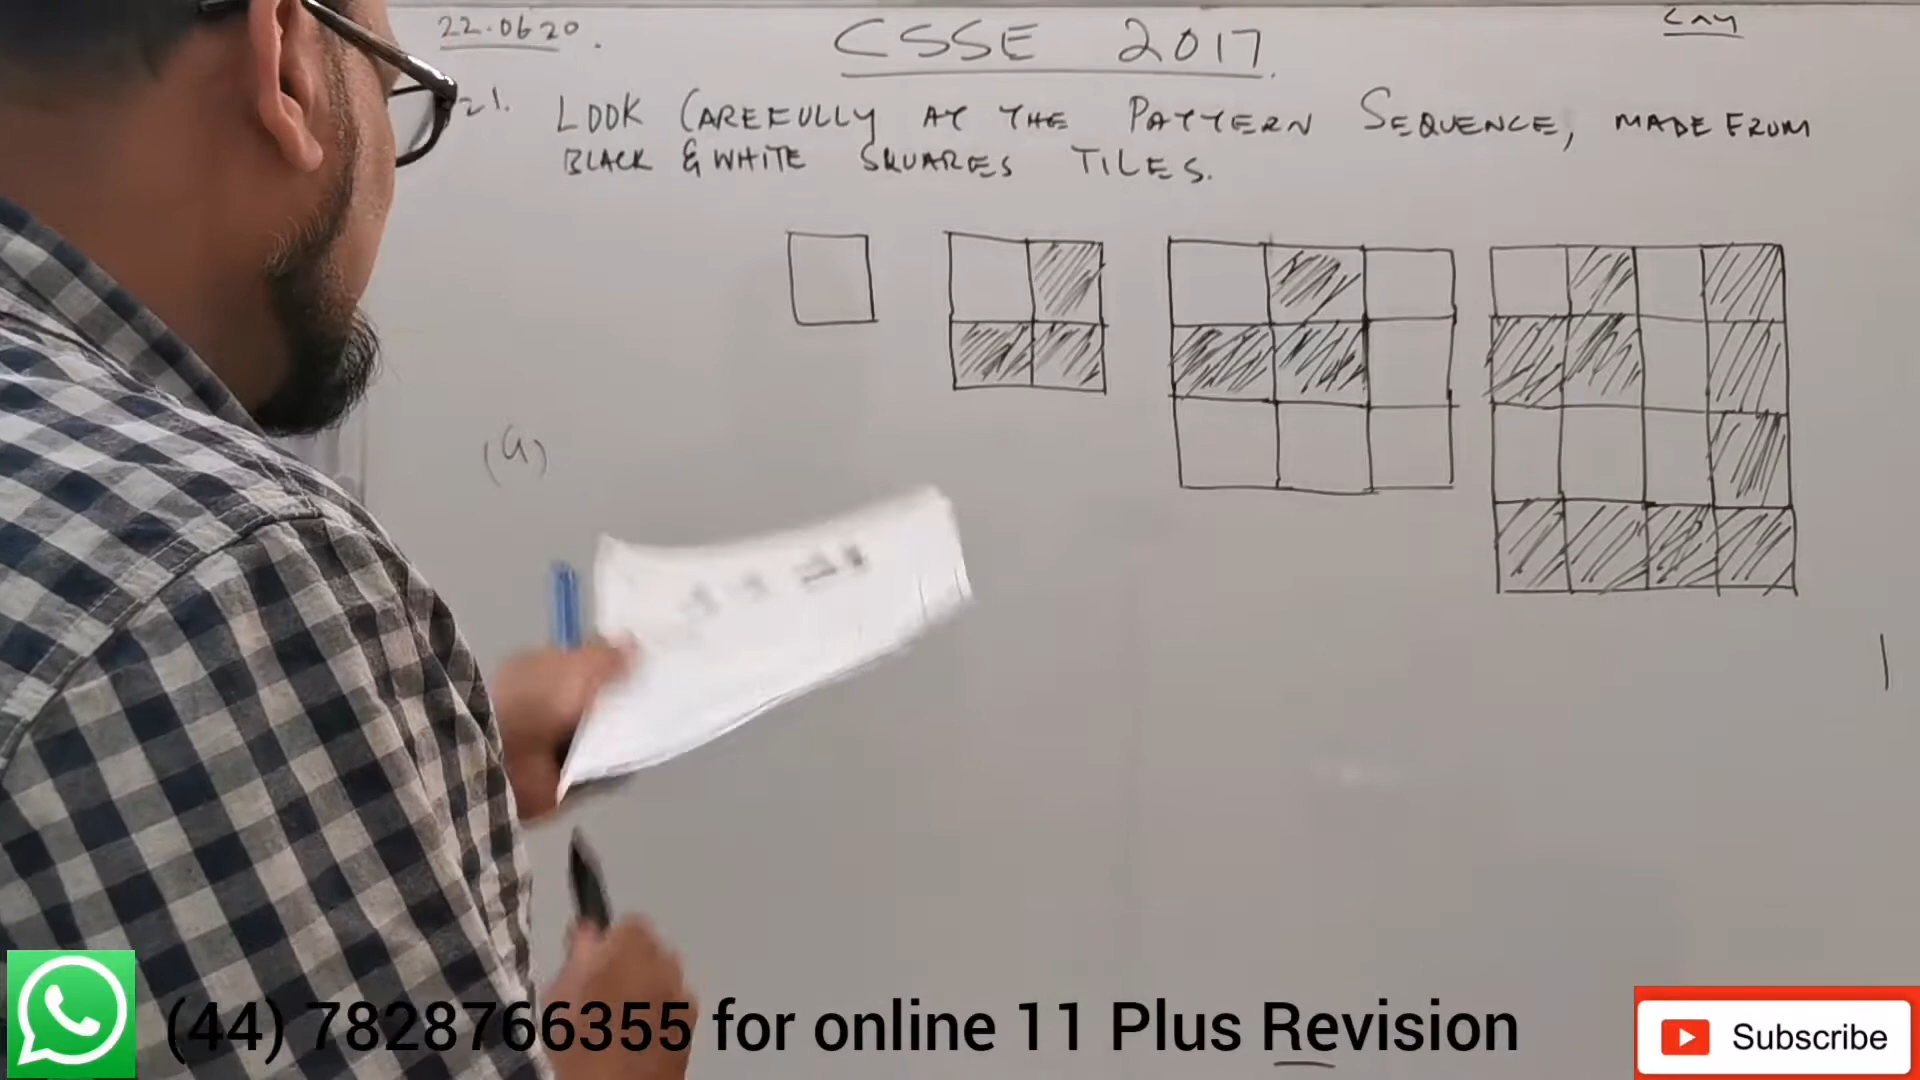 22.06.20.
CSSE 2017.
21. LOOK CAREFULLY AT THE PATTERN SEQUENCE, MADE FROM
BLACK & WHITE SQUARES TILES.
(a)
(44) 7828766355 for online 11 Plus Revision
Subscribe